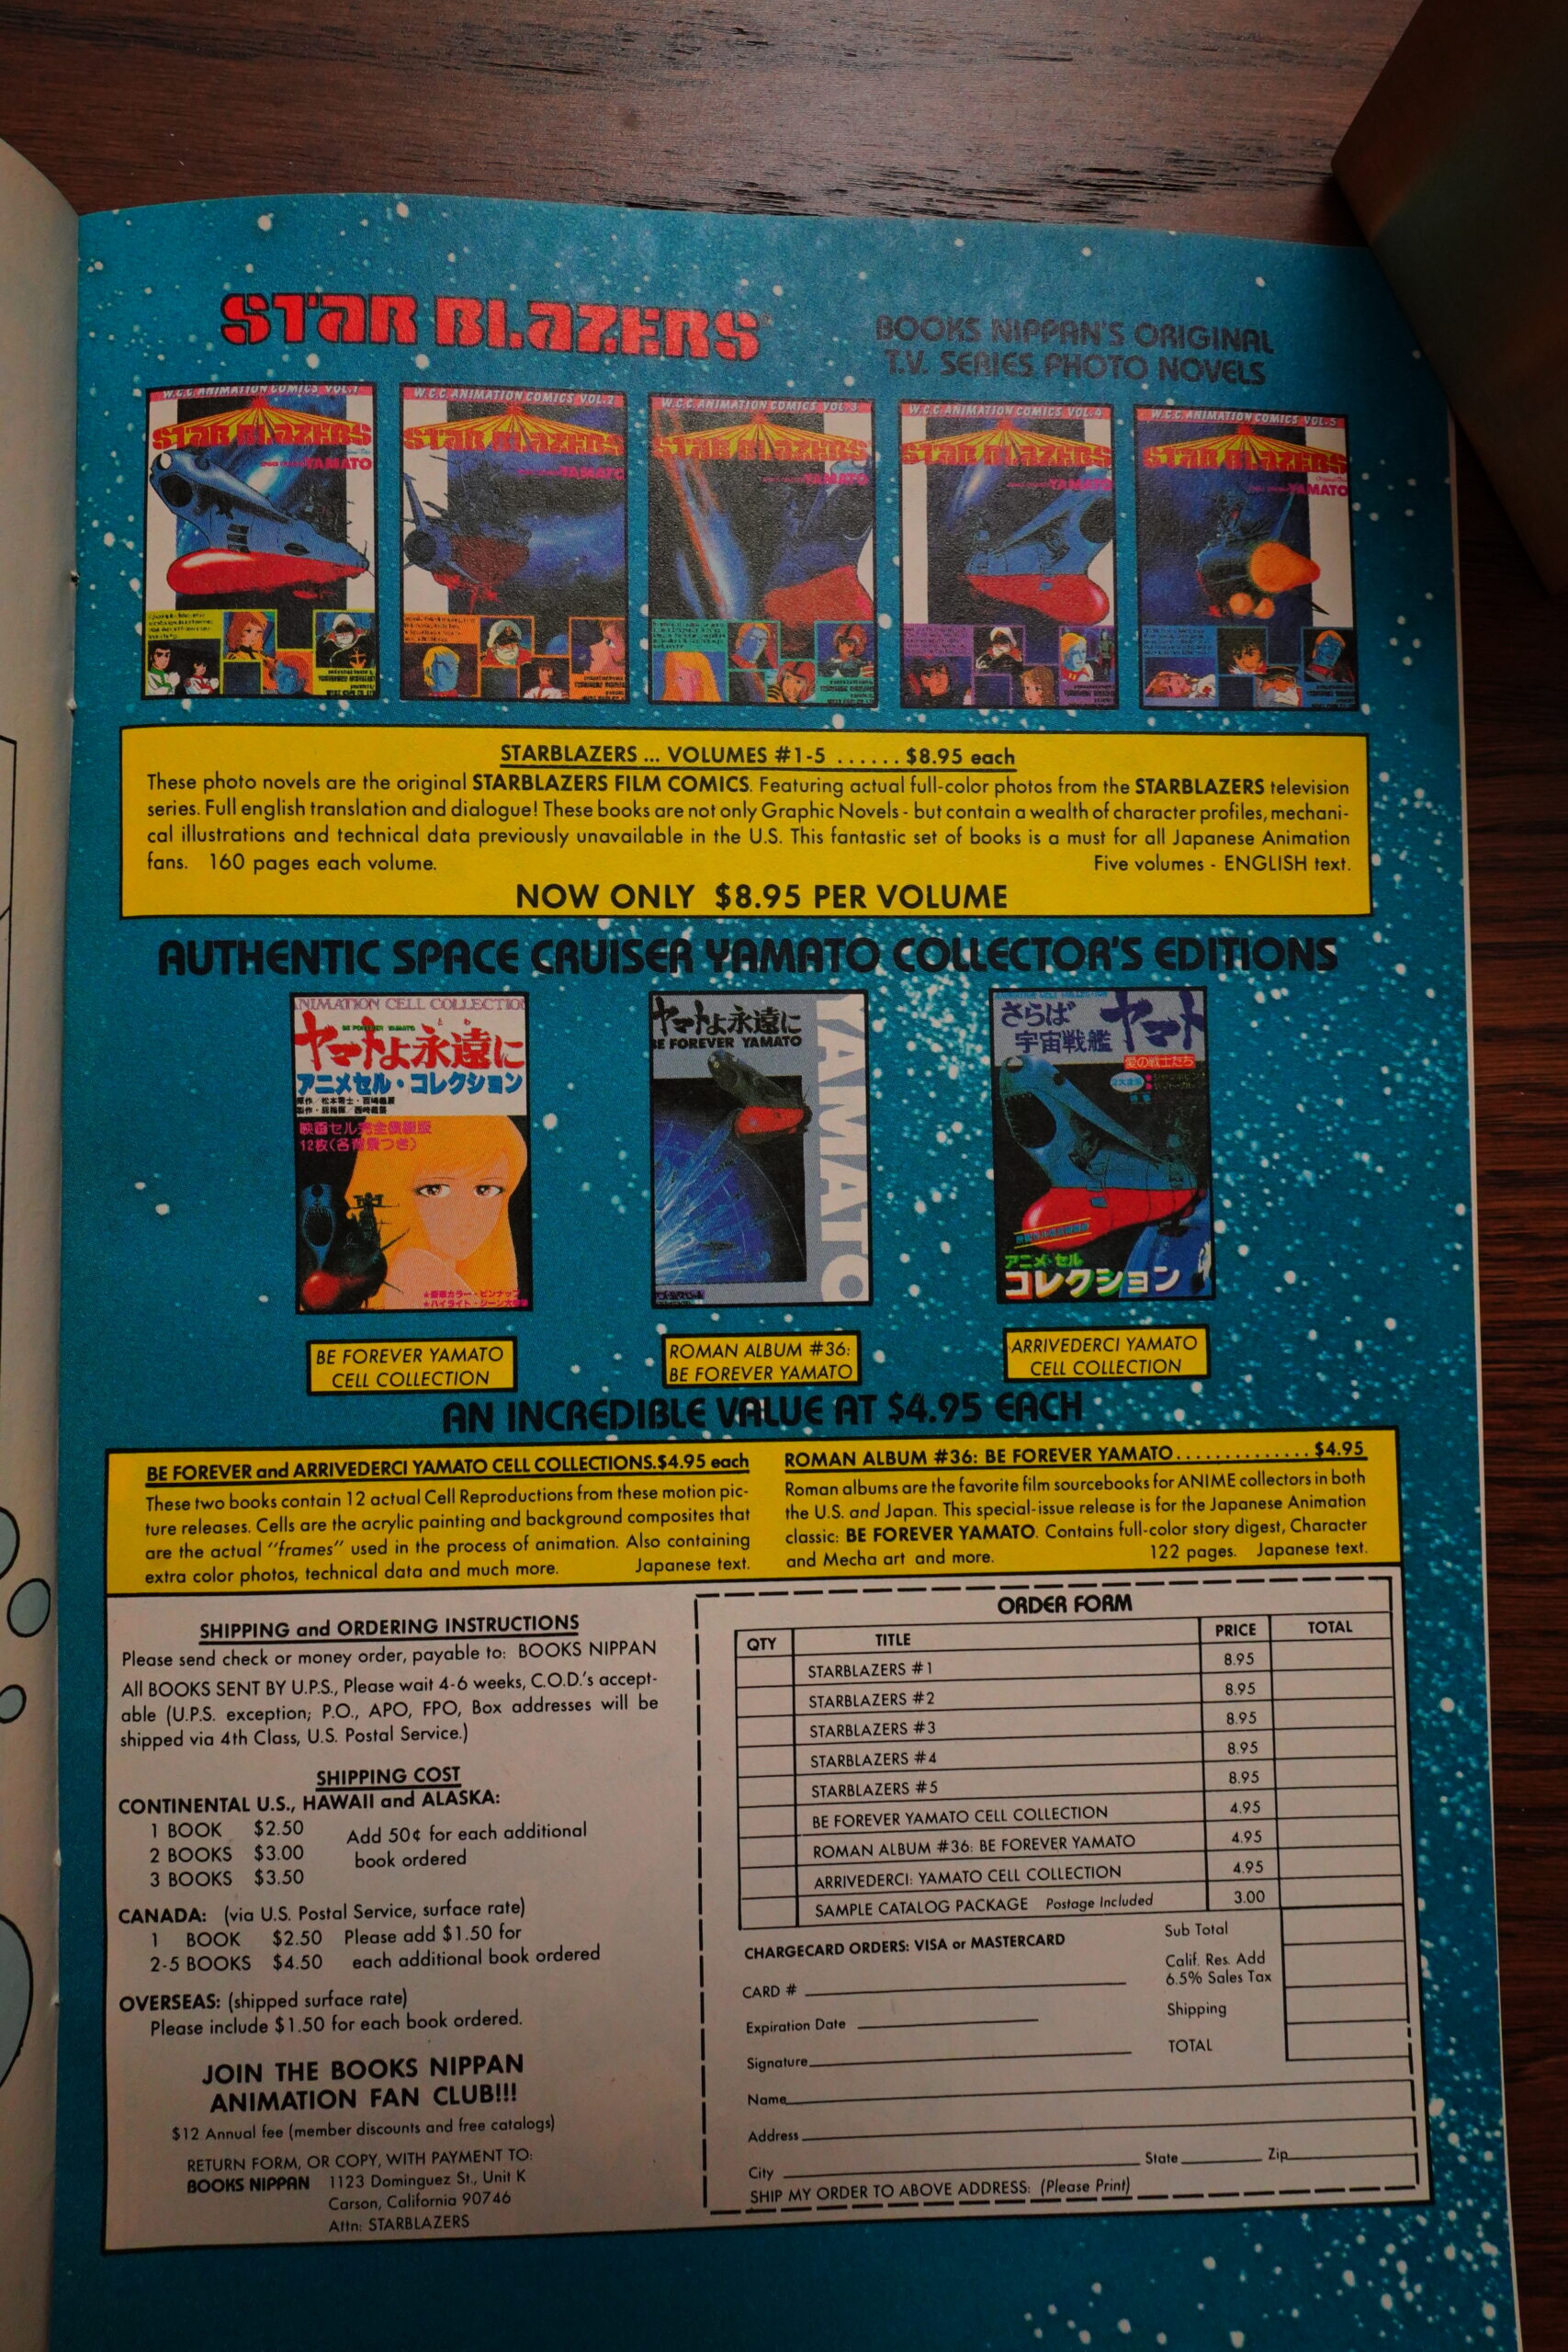 STAR BLAZERS
BOOKS NIPPAN'S ORIGINAL
T.V. SERIES PHOTO NOVELS
W.C.C. ANIMATION COMICS VOL.1
STAR BLAZERS
YAMATO
W.C.C. ANIMATION COMICS VOL.2
STAR BLAZERS
YAMATO
W.C.C. ANIMATION COMICS VOL.3
STAR BLAZERS
YAMATO
W.C.C. ANIMATION COMICS VOL.4
STAR BLAZERS
YAMATO
W.C.C. ANIMATION COMICS VOL.5
STAR BLAZERS
YAMATO
STARBLAZERS ... VOLUMES #1-5 ...... $8.95 each
These photo novels are the original STARBLAZERS FILM COMICS. Featuring actual full-color photos from the STARBLAZERS television
series. Full english translation and dialogue! These books are not only Graphic Novels - but contain a wealth of character profiles, mechani-
cal illustrations and technical data previously unavailable in the U.S. This fantastic set of books is a must for all Japanese Animation
fans. 160 pages each volume. Five volumes - ENGLISH text.
NOW ONLY $8.95 PER VOLUME
AUTHENTIC SPACE CRUISER YAMATO COLLECTOR'S EDITIONS
NIMATION CELL COLLECTIO
ヤマトよ永遠に
アニメセル・コレクション
映画セル完全複製版
12枚(各背景つき)
ヤマトよ永遠に
BE FOREVER YAMATO
YAMATO
さらば
宇宙戦艦
ヤマト
愛の戦士たち
アニメ・セル
コレクション
BE FOREVER YAMATO
CELL COLLECTION
ROMAN ALBUM #36:
BE FOREVER YAMATO
ARRIVEDERCI YAMATO
CELL COLLECTION
AN INCREDIBLE VALUE AT $4.95 EACH
BE FOREVER and ARRIVEDERCI YAMATO CELL COLLECTIONS.$4.95 each
These two books contain 12 actual Cell Reproductions from these motion pic-
ture releases. Cells are the acrylic painting and background composites that
are the actual "frames" used in the process of animation. Also containing
extra color photos, technical data and much more. Japanese text.
ROMAN ALBUM #36: BE FOREVER YAMATO.............. $4.95
Roman albums are the favorite film sourcebooks for ANIME collectors in both
the U.S. and Japan. This special-issue release is for the Japanese Animation
classic: BE FOREVER YAMATO. Contains full-color story digest, Character
and Mecha art and more. 122 pages. Japanese text.
SHIPPING and ORDERING INSTRUCTIONS
Please send check or money order, payable to: BOOKS NIPPAN
All BOOKS SENT BY U.P.S., Please wait 4-6 weeks, C.O.D.'s accept-
able (U.P.S. exception; P.O., APO, FPO, Box addresses will be
shipped via 4th Class, U.S. Postal Service.)
SHIPPING COST
CONTINENTAL U.S., HAWAII and ALASKA:
1 BOOK $2.50
2 BOOKS $3.00
3 BOOKS $3.50
Add 50¢ for each additional
book ordered
CANADA: (via U.S. Postal Service, surface rate)
1 BOOK $2.50 Please add $1.50 for
2-5 BOOKS $4.50 each additional book ordered
OVERSEAS: (shipped surface rate)
Please include $1.50 for each book ordered.
JOIN THE BOOKS NIPPAN
ANIMATION FAN CLUB!!!
$12 Annual fee (member discounts and free catalogs)
RETURN FORM, OR COPY, WITH PAYMENT TO:
BOOKS NIPPAN 1123 Dominguez St., Unit K
Carson, California 90746
Attn: STARBLAZERS
ORDER FORM
QTY TITLE PRICE TOTAL
STARBLAZERS #1 8.95
STARBLAZERS #2 8.95
STARBLAZERS #3 8.95
STARBLAZERS #4 8.95
STARBLAZERS #5 8.95
BE FOREVER YAMATO CELL COLLECTION 4.95
ROMAN ALBUM #36: BE FOREVER YAMATO 4.95
ARRIVEDERCI: YAMATO CELL COLLECTION 4.95
SAMPLE CATALOG PACKAGE Postage Included 3.00
Sub Total
Calif. Res. Add
6.5% Sales Tax
Shipping
TOTAL
CHARGECARD ORDERS: VISA or MASTERCARD
CARD #
Expiration Date
Signature
Name
Address
City State Zip
SHIP MY ORDER TO ABOVE ADDRESS: (Please Print)